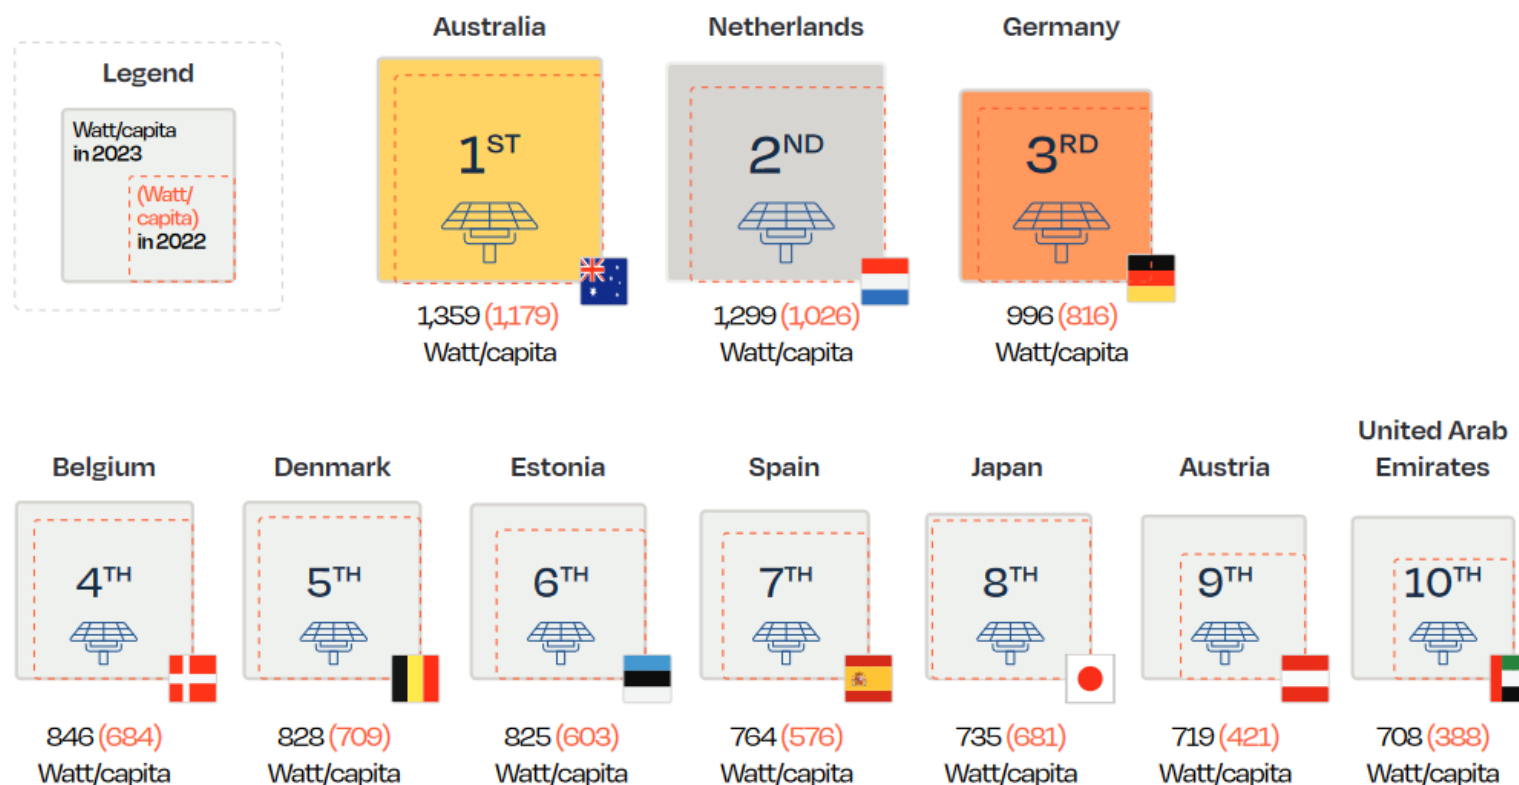 Australia
Netherlands
Germany
Legend
Watt/capita
in 2023
(Watt/
capita)
in 2022
1ST
2ND
3RD
1,359 (1,179)
Watt/capita
1,299 (1,026)
Watt/capita
996 (816)
Watt/capita
Belgium
Denmark
Estonia
Spain
Japan
Austria
United Arab
Emirates
4TH
5TH
6TH
7TH
8TH
9TH
10TH
846 (684)
Watt/capita
828 (709)
Watt/capita
825 (603)
Watt/capita
764 (576)
Watt/capita
735 (681)
Watt/capita
719 (421)
Watt/capita
708 (388)
Watt/capita